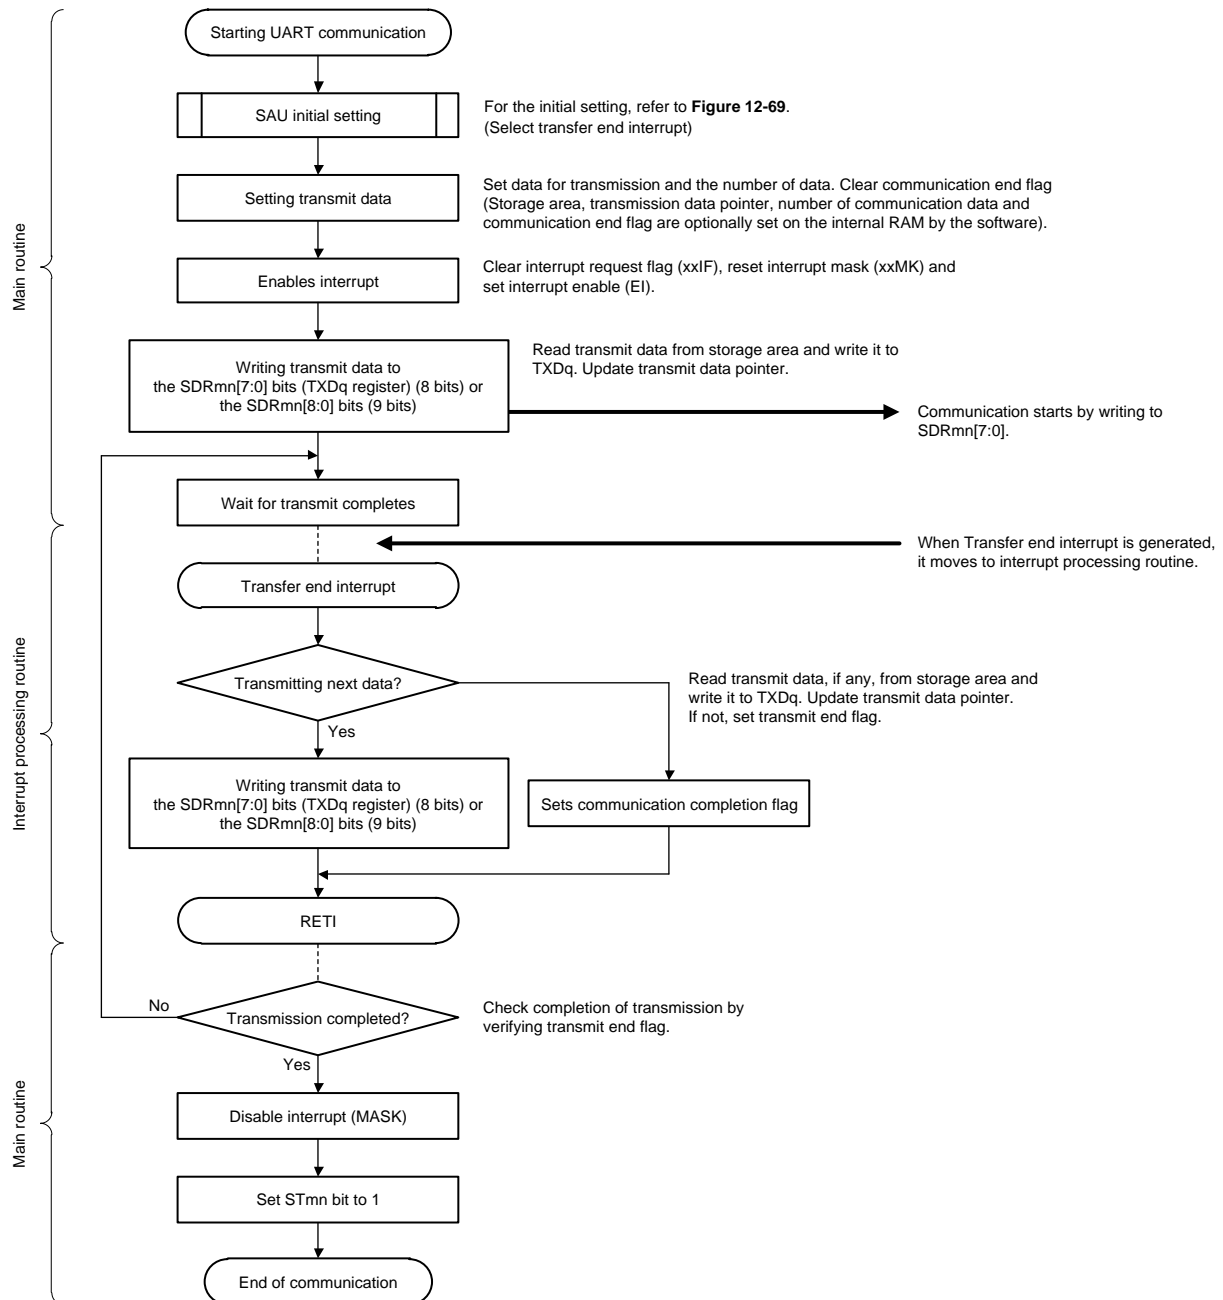 Starting UART communication
SAU initial setting
For the initial setting, refer to Figure 12-69.
(Select transfer end interrupt)
Setting transmit data
Set data for transmission and the number of data. Clear communication end flag
(Storage area, transmission data pointer, number of communication data and
communication end flag are optionally set on the internal RAM by the software).
Main routine
Enables interrupt
Clear interrupt request flag (xxIF), reset interrupt mask (xxMK) and
set interrupt enable (EI).
Writing transmit data to
the SDRmn[7:0] bits (TXDq register) (8 bits) or
the SDRmn[8:0] bits (9 bits)
Read transmit data from storage area and write it to
TXDq. Update transmit data pointer.
Communication starts by writing to
SDRmn[7:0].
Wait for transmit completes
When Transfer end interrupt is generated,
it moves to interrupt processing routine.
Transfer end interrupt
Transmitting next data?
Read transmit data, if any, from storage area and
write it to TXDq. Update transmit data pointer.
If not, set transmit end flag.
Yes
Interrupt processing routine
Writing transmit data to
the SDRmn[7:0] bits (TXDq register) (8 bits) or
the SDRmn[8:0] bits (9 bits)
Sets communication completion flag
RETI
No
Transmission completed?
Check completion of transmission by
verifying transmit end flag.
Yes
Main routine
Disable interrupt (MASK)
Set STmn bit to 1
End of communication